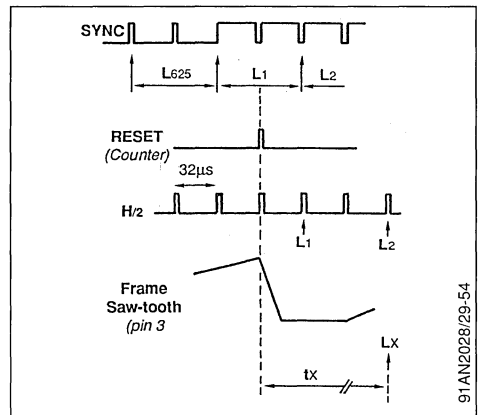 SYNC
L625
L1
L2
RESET
(Counter)
32μs
H/2
L1
L2
Frame
Saw-tooth
(pin 3
Lx
tx
91AN2028/29-54